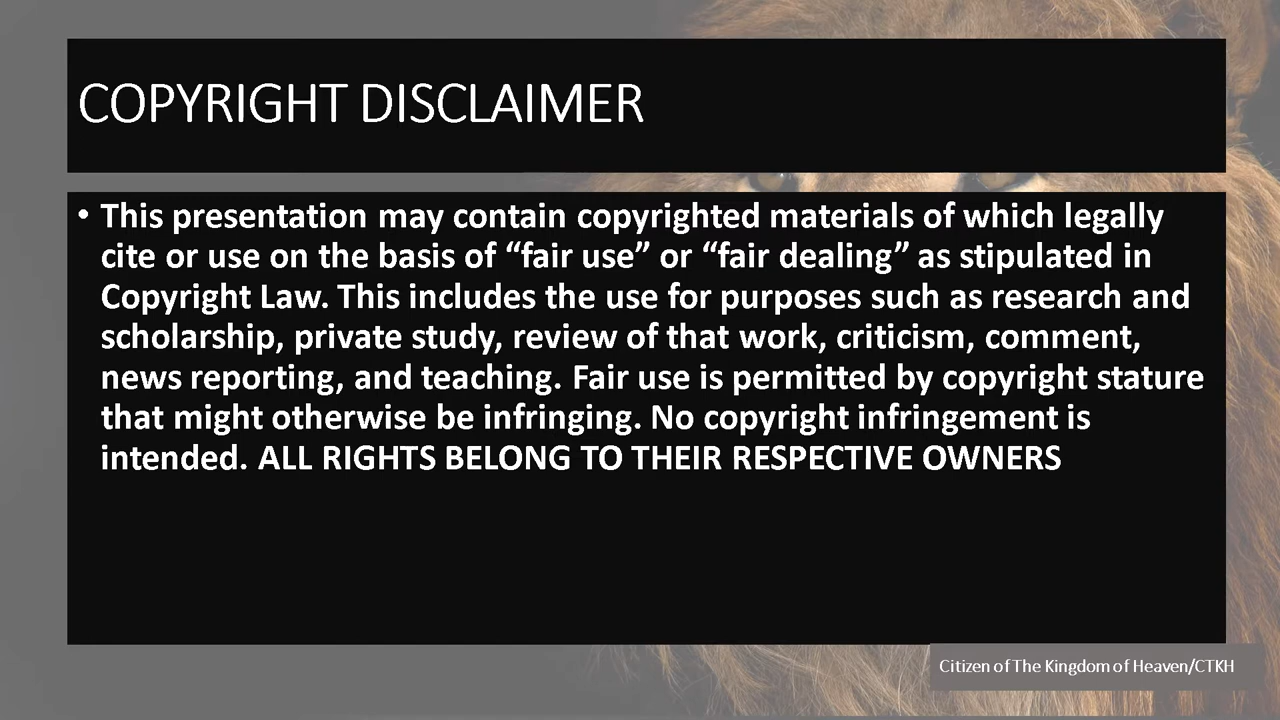 COPYRIGHT DISCLAIMER
• This presentation may contain copyrighted materials of which legally
cite or use on the basis of “fair use” or “fair dealing” as stipulated in
Copyright Law. This includes the use for purposes such as research and
scholarship, private study, review of that work, criticism, comment,
news reporting, and teaching. Fair use is permitted by copyright stature
that might otherwise be infringing. No copyright infringement is
intended. ALL RIGHTS BELONG TO THEIR RESPECTIVE OWNERS
Citizen of The Kingdom of Heaven/CTKH